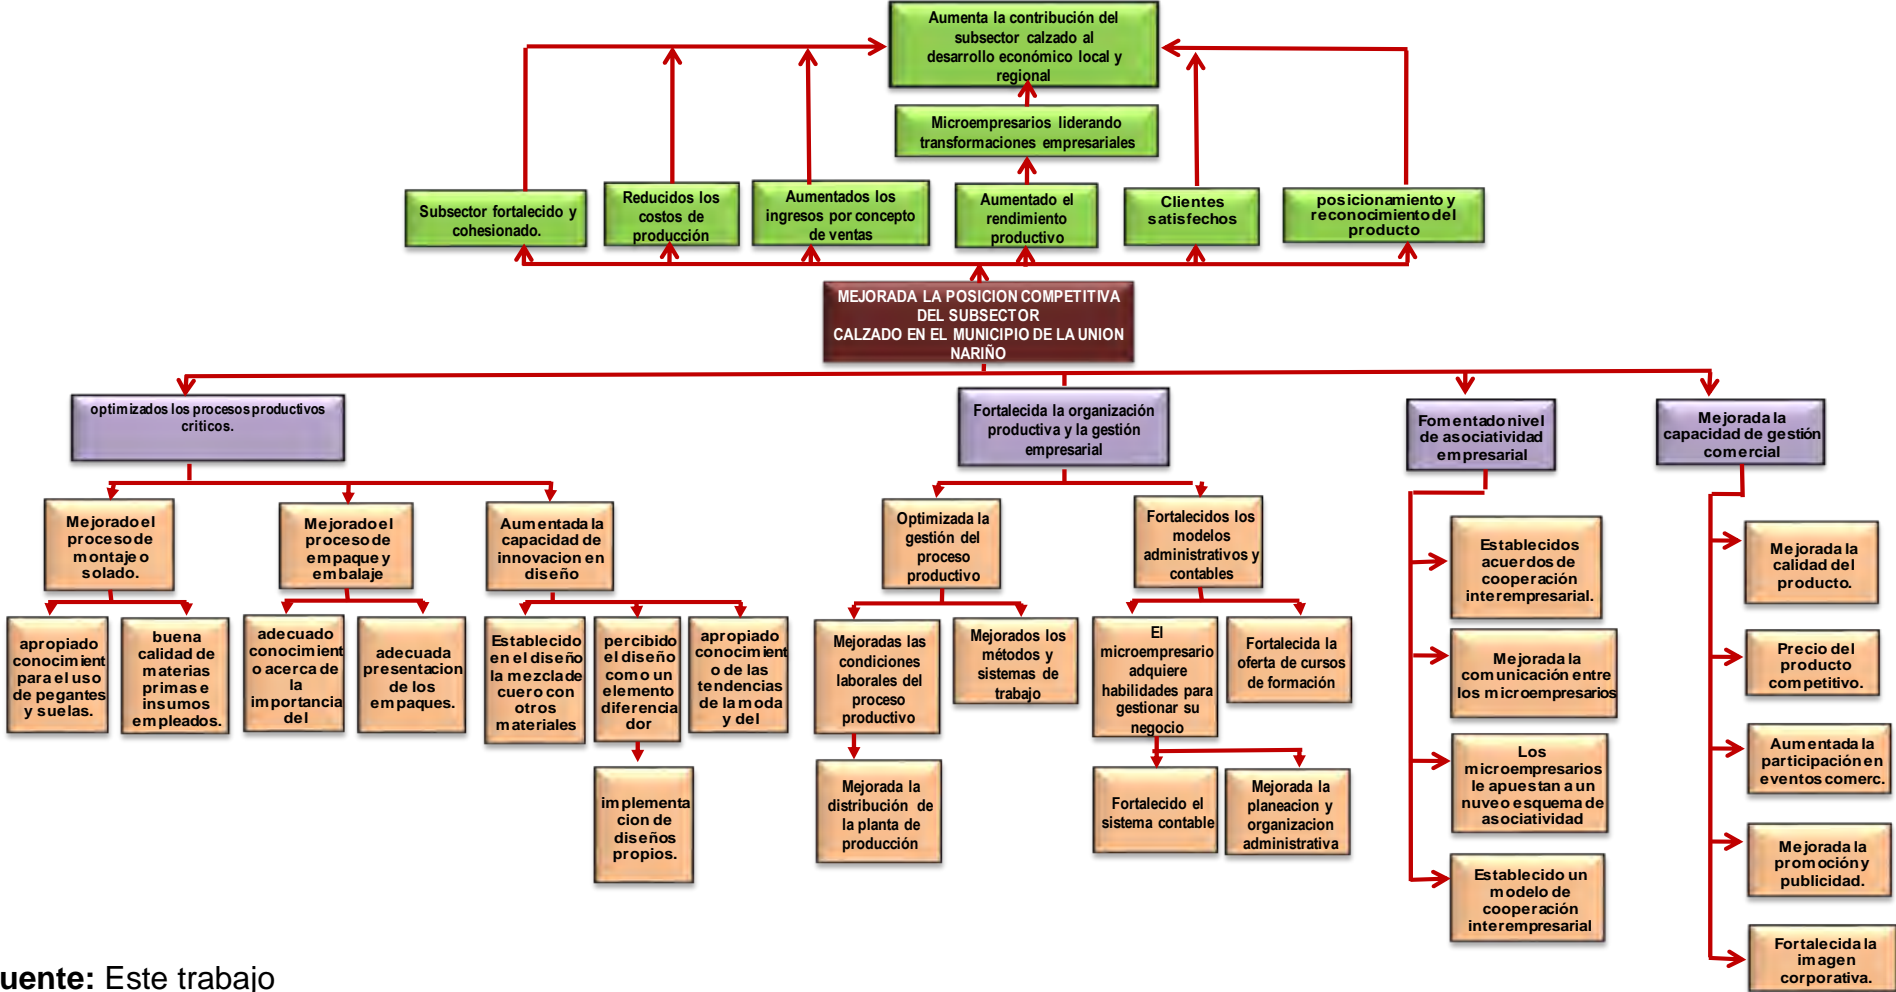 Aumenta la contribución del
subsector calzado al
desarrollo económico local y
regional
Microempresarios liderando
transformaciones empresariales
Subsector fortalecido y
cohesionado.
Reducidos los
costos de
producción
Aumentados los
ingresos por concepto
de ventas
Aumentado el
rendimiento
productivo
Clientes
satisfechos
posicionamiento y
reconocimiento del
producto
MEJORADA LA POSICION COMPETITIVA
DEL SUBSECTOR
CALZADO EN EL MUNICIPIO DE LA UNION
NARIÑO
optimizados los procesos productivos
criticos.
Fortalecida la organización
productiva y la gestión
empresarial
Fomentado nivel
de asociatividad
empresarial
Mejorada la
capacidad de gestión
comercial
Mejorado el
proceso de
montaje o
solado.
Mejorado el
proceso de
empaque y
embalaje
Aumentada la
capacidad de
innovacion en
diseño
Optimizada la
gestión del
proceso
productivo
Fortalecidos los
modelos
administrativos y
contables
apropiado
conocimient
para el uso
de pegantes
y suelas.
buena
calidad de
materias
primas e
insumos
empleados.
adecuado
conocimient
o acerca de
la
importancia
del
adecuada
presentacion
de los
empaques.
Establecido
en el diseño
la mezcla de
cuero con
otros
materiales
percibido
el diseño
como un
elemento
diferencia
dor
apropiado
conocimient
o de las
tendencias
de la moda
y del
implementa
cion de
diseños
propios.
Mejoradas las
condiciones
laborales del
proceso
productivo
Mejorados los
métodos y
sistemas de
trabajo
El
microempresario
adquiere
habilidades para
gestionar su
negocio
Fortalecida la
oferta de cursos
de formación
Mejorada la
distribución de
la planta de
producción
Fortalecido el
sistema contable
Mejorada la
planeacion y
organizacion
administrativa
Establecidos
acuerdos de
cooperación
interempresarial.
Mejorada la
comunicación entre
los microempresarios
Los
microempresarios
le apuestan a un
nuveo esquema de
asociatividad
Establecido un
modelo de
cooperación
interempresarial
Mejorada la
calidad del
producto.
Precio del
producto
competitivo.
Aumentada la
participación en
eventos comerc.
Mejorada la
promoción y
publicidad.
Fortalecida la
imagen
corporativa.
uente: Este trabajo